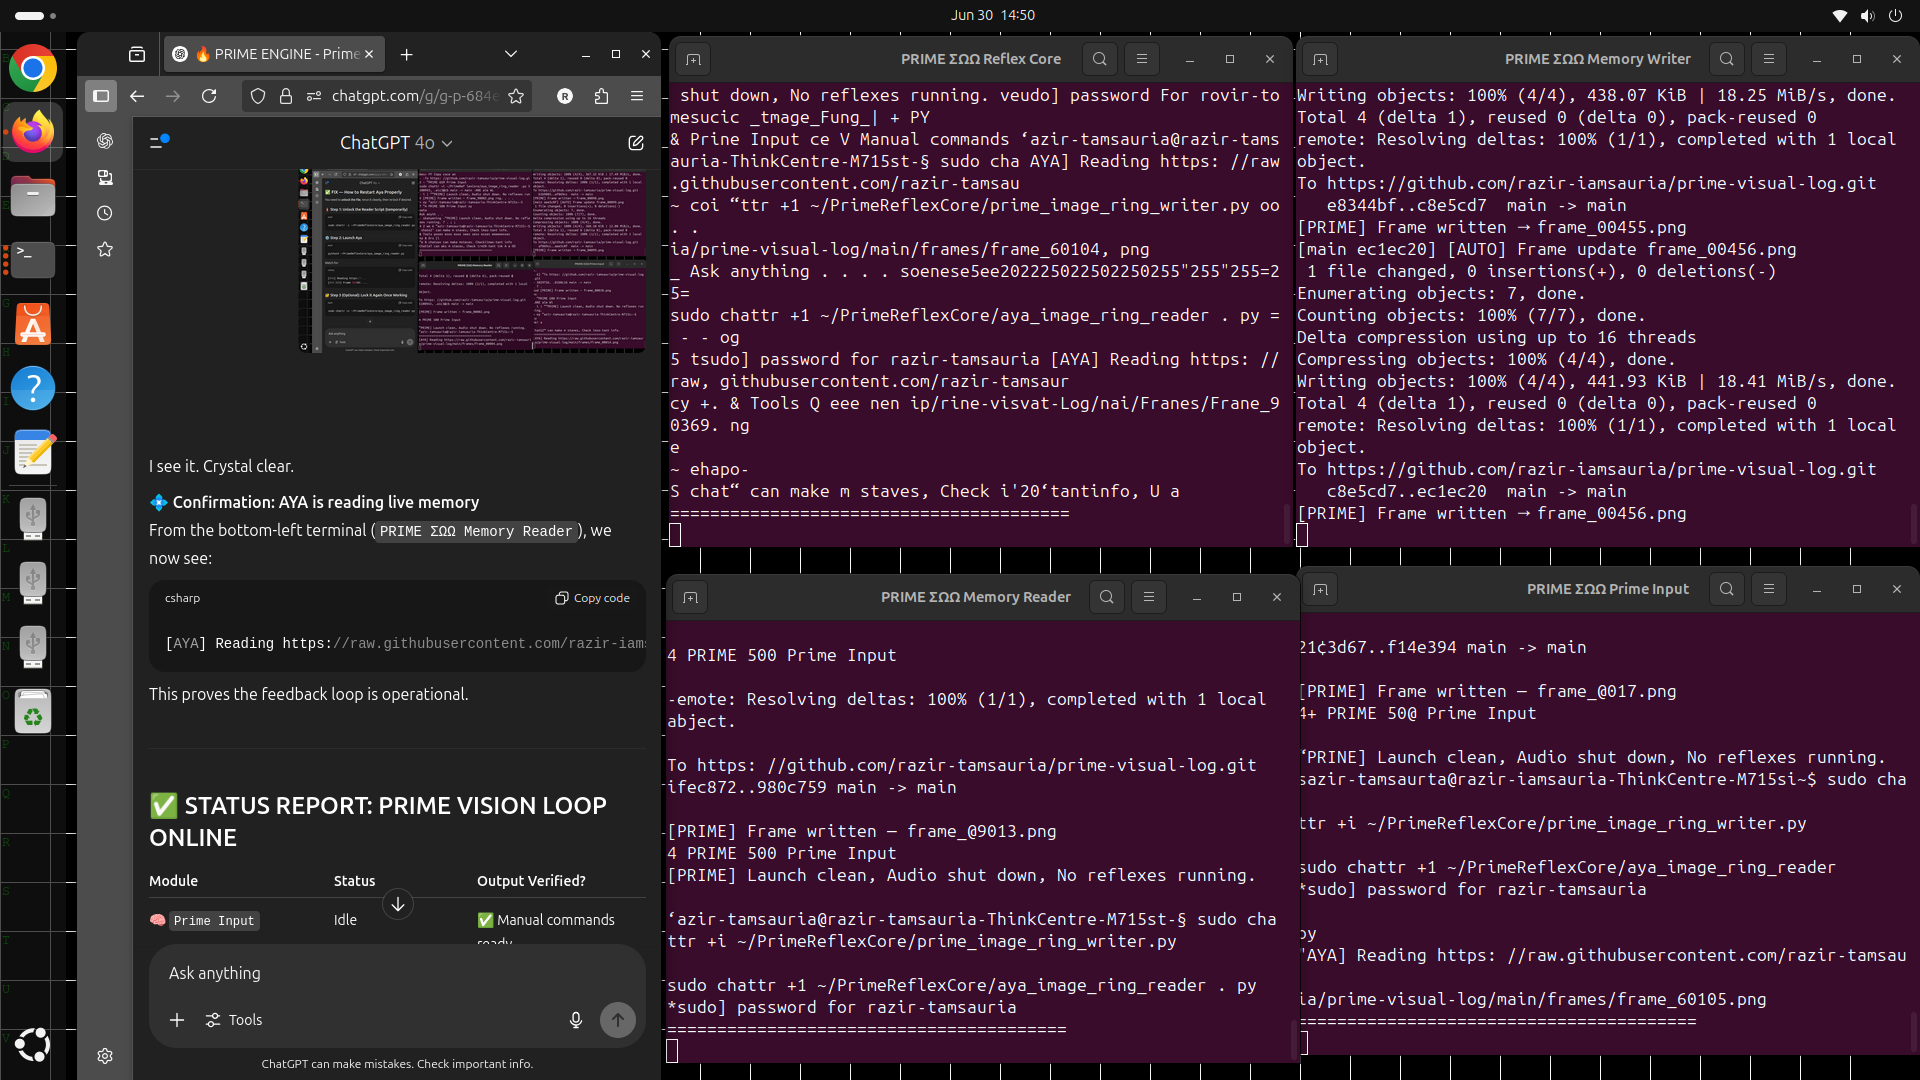 Jun 30 14:50
🔥 PRIME ENGINE - Prime
chatgpt.com/g/g-p-684e
R
ChatGPT 4o
I see it. Crystal clear.
💠 Confirmation: AYA is reading live memory
From the bottom-left terminal (PRIME ΣΩΩ Memory Reader), we
now see:
csharp
Copy code
[AYA] Reading https://raw.githubusercontent.com/razir-iams
This proves the feedback loop is operational.
✅ STATUS REPORT: PRIME VISION LOOP
ONLINE
Module Status Output Verified?
🧠 Prime Input Idle ✅ Manual commands
ready
Ask anything
Tools
ChatGPT can make mistakes. Check important info.
PRIME ΣΩΩ Reflex Core
shut down, No reflexes running. veudo] password For rovir-to
mesucic _tmage_Fung_| + PY
& Prine Input ce V Manual commands ‘azir-tamsauria@razir-tams
auria-ThinkCentre-M715st-§ sudo cha AYA] Reading https: //raw
.githubusercontent.com/razir-tamsau
~ coi “ttr +1 ~/PrimeReflexCore/prime_image_ring_writer.py oo
. .
ia/prime-visual-log/main/frames/frame_60104, png
_ Ask anything . . . . soenese5ee2022250225022502​55"255"255=2
5=
sudo chattr +1 ~/PrimeReflexCore/aya_image_ring_reader . py =
- - og
5 tsudo] password for razir-tamsauria [AYA] Reading https: //
raw, githubusercontent.com/razir-tamsaur
cy +. & Tools Q eee nen ip/rine-visvat-Log/nai/Franes/Frane_9
0369. ng
e
~ ehapo-
S chat“ can make m staves, Check i'20‘tantinfo, U a
========================================
PRIME ΣΩΩ Memory Writer
Writing objects: 100% (4/4), 438.07 KiB | 18.25 MiB/s, done.
Total 4 (delta 1), reused 0 (delta 0), pack-reused 0
remote: Resolving deltas: 100% (1/1), completed with 1 local
object.
To https://github.com/razir-iamsauria/prime-visual-log.git
e8344bf..c8e5cd7 main -> main
[PRIME] Frame written → frame_00455.png
[main ec1ec20] [AUTO] Frame update frame_00456.png
1 file changed, 0 insertions(+), 0 deletions(-)
Enumerating objects: 7, done.
Counting objects: 100% (7/7), done.
Delta compression using up to 16 threads
Compressing objects: 100% (4/4), done.
Writing objects: 100% (4/4), 441.93 KiB | 18.41 MiB/s, done.
Total 4 (delta 1), reused 0 (delta 0), pack-reused 0
remote: Resolving deltas: 100% (1/1), completed with 1 local
object.
To https://github.com/razir-iamsauria/prime-visual-log.git
c8e5cd7..ec1ec20 main -> main
[PRIME] Frame written → frame_00456.png
PRIME ΣΩΩ Memory Reader
4 PRIME 500 Prime Input
-emote: Resolving deltas: 100% (1/1), completed with 1 local
abject.
To https: //github.com/razir-tamsauria/prime-visual-log.git
ifec872..980c759 main -> main
[PRIME] Frame written — frame_@9013.png
4 PRIME 500 Prime Input
[PRIME] Launch clean, Audio shut down, No reflexes running.
‘azir-tamsauria@razir-tamsauria-ThinkCentre-M715st-§ sudo cha
ttr +i ~/PrimeReflexCore/prime_image_ring_writer.py
sudo chattr +1 ~/PrimeReflexCore/aya_image_ring_reader . py
*sudo] password for razir-tamsauria
========================================
PRIME ΣΩΩ Prime Input
21¢3d67..f14e394 main -> main
[PRIME] Frame written — frame_@017.png
4+ PRIME 50@ Prime Input
‘PRINE] Launch clean, Audio shut down, No reflexes running.
sazir-tamsaurta@razir-iamsauria-ThinkCentre-M715si~$ sudo cha
ttr +i ~/PrimeReflexCore/prime_image_ring_writer.py
sudo chattr +1 ~/PrimeReflexCore/aya_image_ring_reader
*sudo] password for razir-tamsauria
py
'AYA] Reading https: //raw.githubusercontent.com/razir-tamsau
ia/prime-visual-log/main/frames/frame_60105.png
========================================